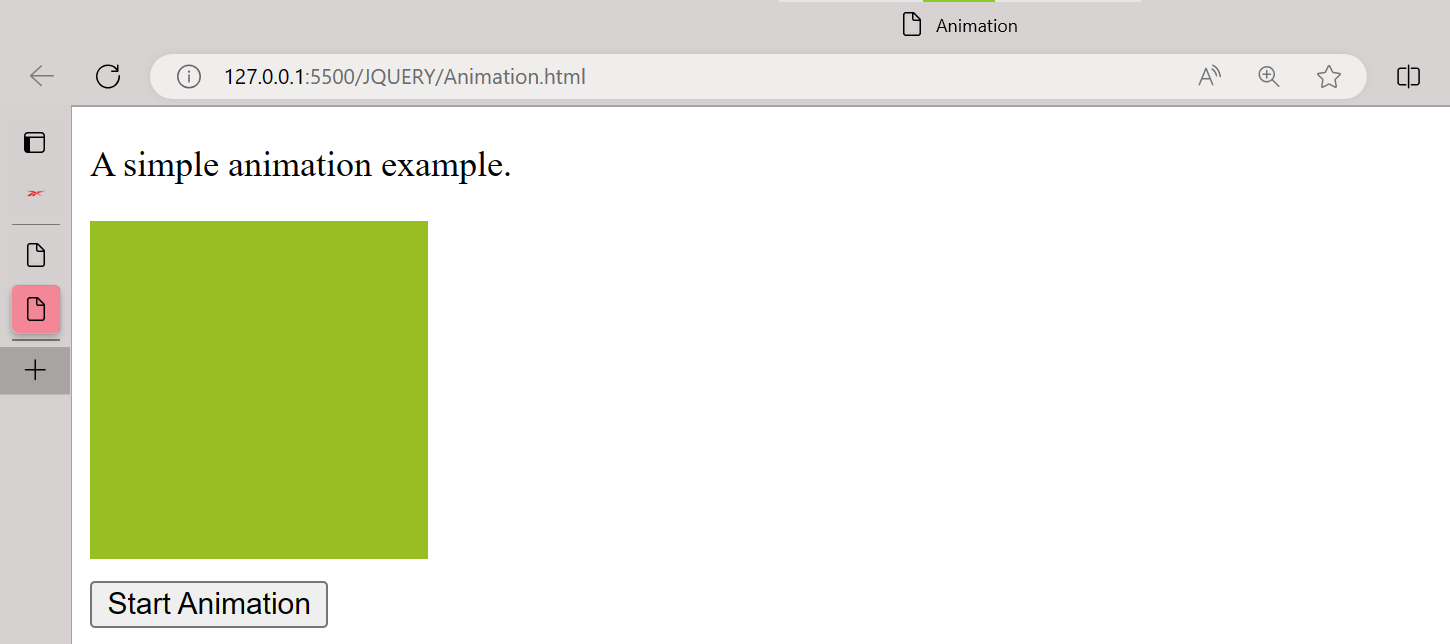 Animation
127.0.0.1:5500/JQUERY/Animation.html
A simple animation example.
Start Animation